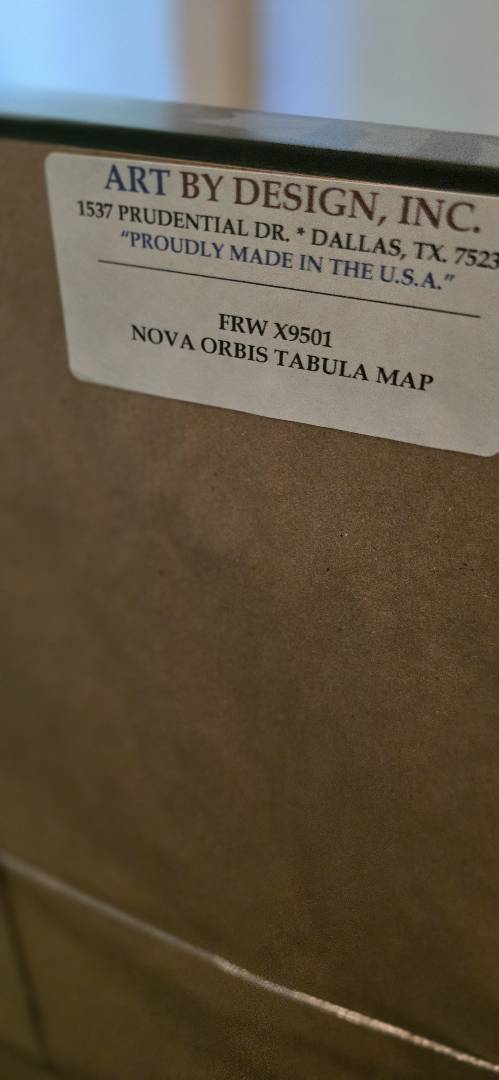 ART BY DESIGN, INC.
1537 PRUDENTIAL DR. * DALLAS, TX. 7523
“PROUDLY MADE IN THE U.S.A.”
FRW X9501
NOVA ORBIS TABULA MAP